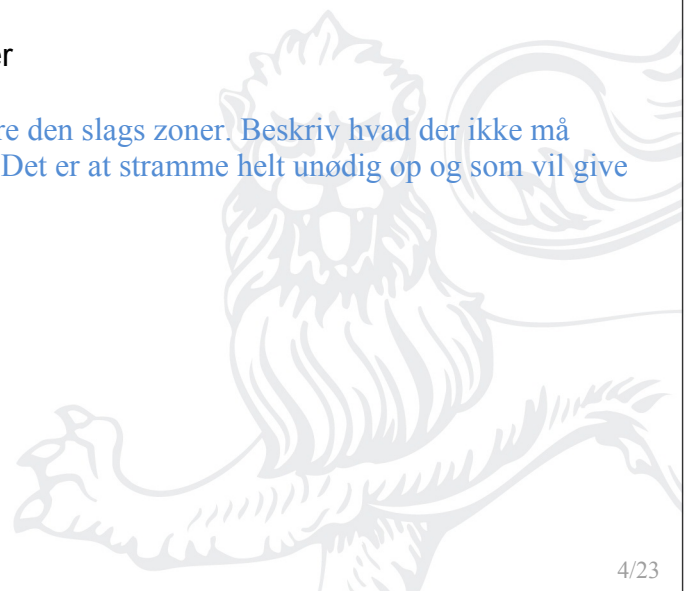 er
re den slags zoner. Beskriv hvad der ikke må
Det er at stramme helt unødig op og som vil give
4/23